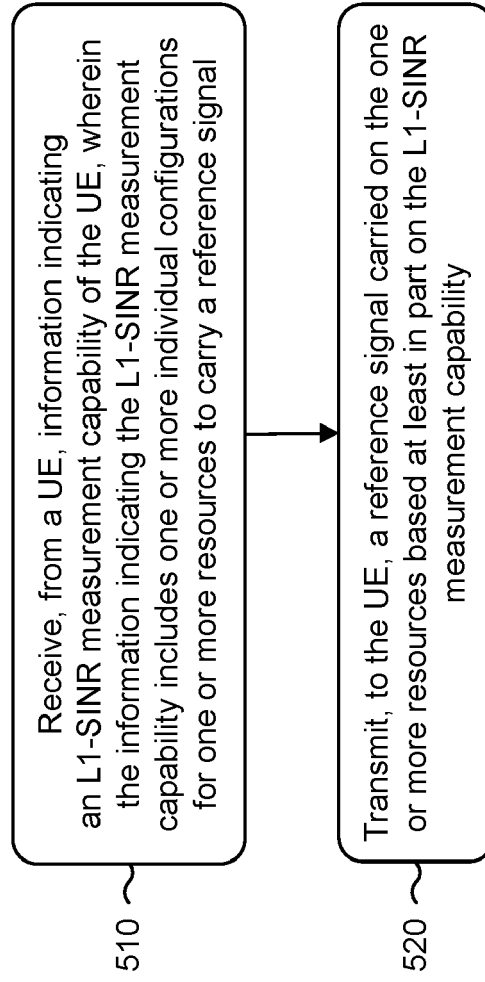 510
Receive, from a UE, information indicating
an L1-SINR measurement capability of the UE, wherein
the information indicating the L1-SINR measurement
capability includes one or more individual configurations
for one or more resources to carry a reference signal
520
Transmit, to the UE, a reference signal carried on the one
or more resources based at least in part on the L1-SINR
measurement capability